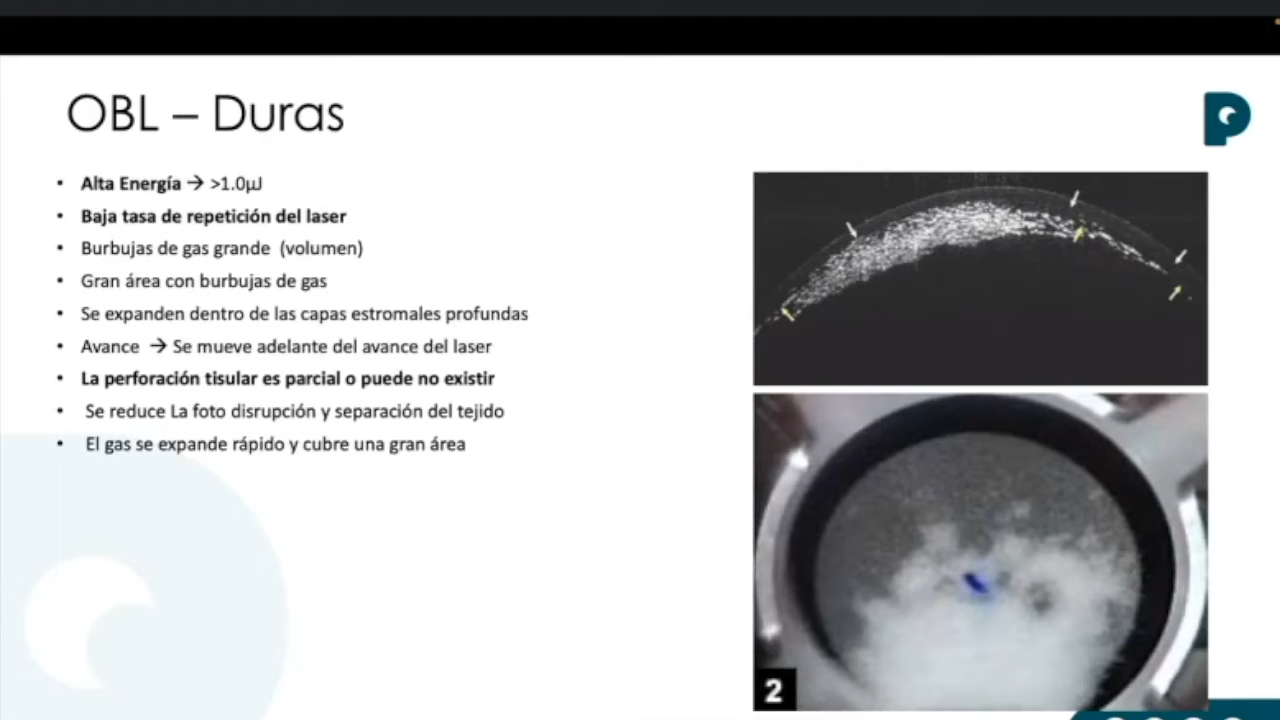 OBL – Duras
• Alta Energía → >1.0µJ
• Baja tasa de repetición del laser
• Burbujas de gas grande (volumen)
• Gran área con burbujas de gas
• Se expanden dentro de las capas estromales profundas
• Avance → Se mueve adelante del avance del laser
• La perforación tisular es parcial o puede no existir
• Se reduce La foto disrupción y separación del tejido
• El gas se expande rápido y cubre una gran área
2